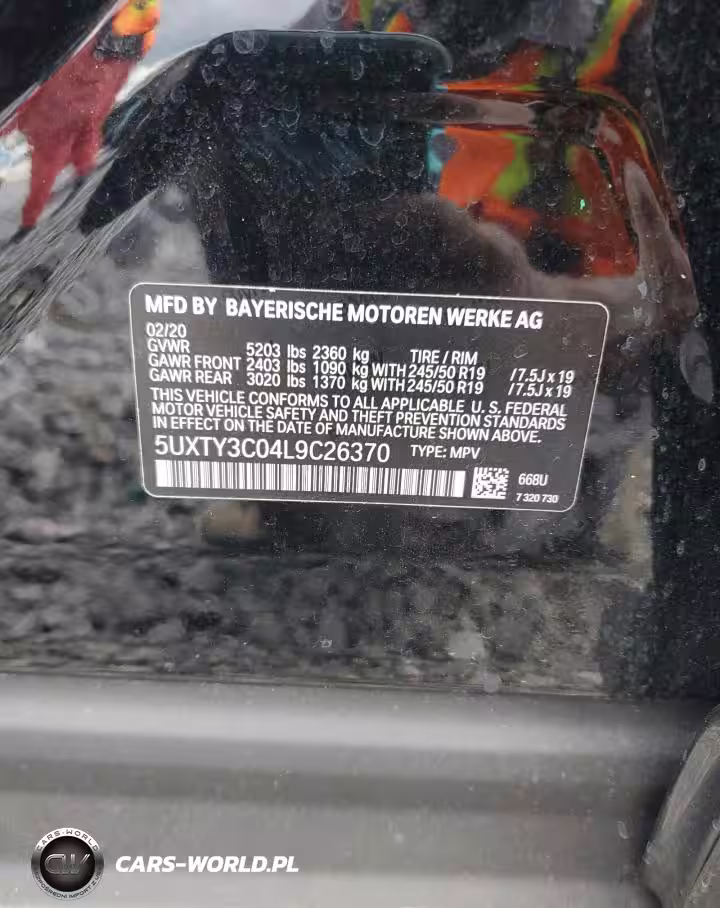 MFD BY BAYERISCHE MOTOREN WERKE AG
02/20
GVWR 5203 lbs 2360 kg TIRE / RIM
GAWR FRONT 2403 lbs 1090 kg WITH 245/50 R19 /7.5J x 19
GAWR REAR 3020 lbs 1370 kg WITH 245/50 R19 /7.5J x 19
THIS VEHICLE CONFORMS TO ALL APPLICABLE U.S. FEDERAL
MOTOR VEHICLE SAFETY AND THEFT PREVENTION STANDARDS
IN EFFECT ON THE DATE OF MANUFACTURE SHOWN ABOVE.
5UXTY3C04L9C26370 TYPE: MPV
668U
7 320 730
CARS-WORLD
CW
CARS-WORLD.PL